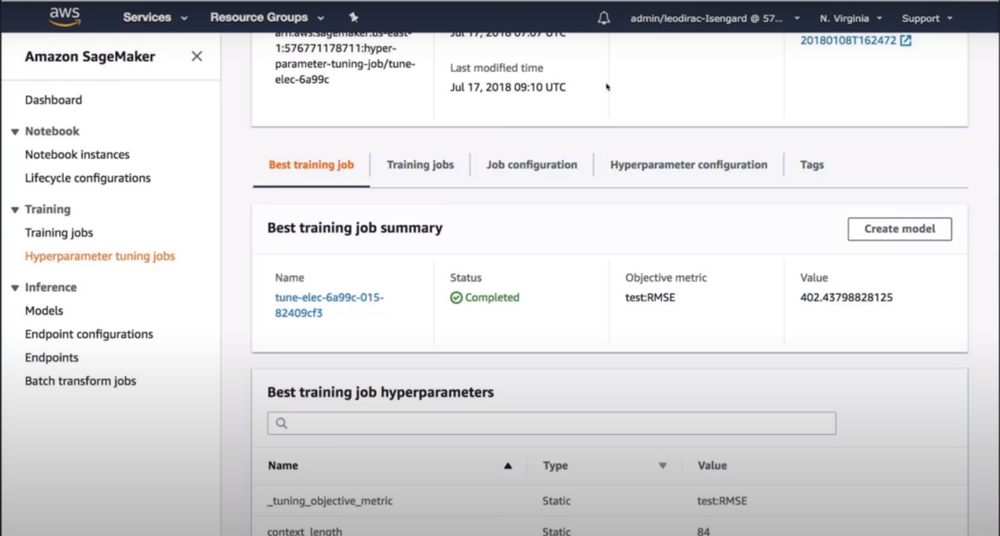 aws
Services
Resource Groups
admin/leodirac-Isengard @ 57...
N. Virginia
Support
Amazon SageMaker
Dashboard
Notebook
Notebook instances
Lifecycle configurations
Training
Training jobs
Hyperparameter tuning jobs
Inference
Models
Endpoint configurations
Endpoints
Batch transform jobs
arn:aws:sagemaker:us-east-
1:576771178711:hyper-
parameter-tuning-job/tune-
elec-6a99c
Jul 17, 2018 07:07 UTC
Last modified time
Jul 17, 2018 09:10 UTC
20180108T162472
Best training job
Training jobs
Job configuration
Hyperparameter configuration
Tags
Best training job summary
Create model
Name
tune-elec-6a99c-015-
82409cf3
Status
Completed
Objective metric
test:RMSE
Value
402.43798828125
Best training job hyperparameters
Name
Type
Value
_tuning_objective_metric
Static
test:RMSE
context_length
Static
84